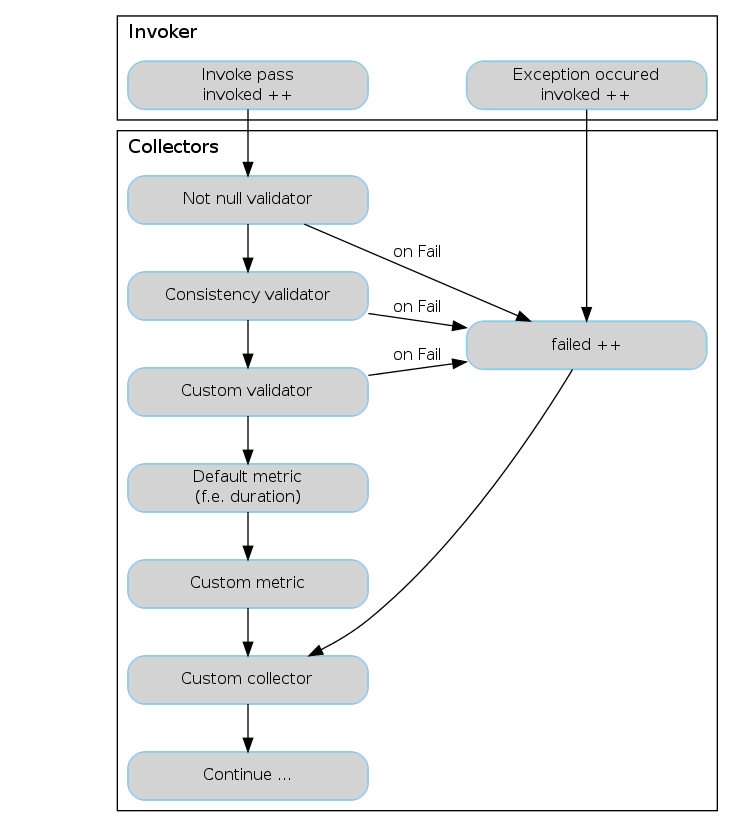 Invoker
Invoke pass
invoked ++
Exception occured
invoked ++
Collectors
Not null validator
on Fail
Consistency validator
on Fail
failed ++
on Fail
Custom validator
Default metric
(f.e. duration)
Custom metric
Custom collector
Continue ...